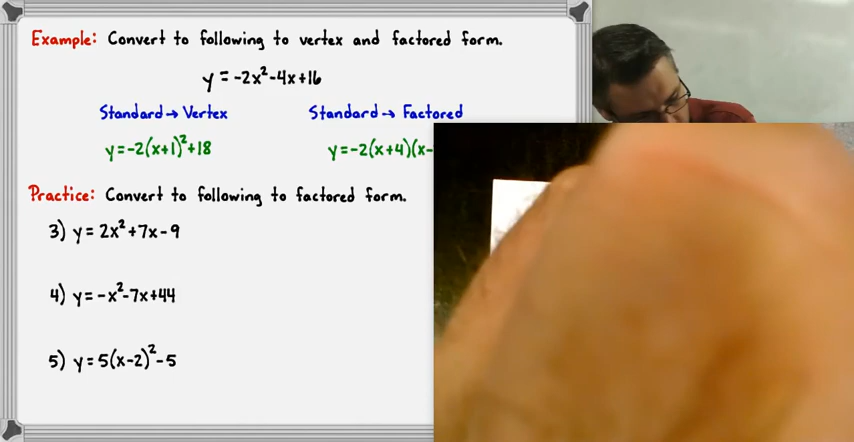 Example: Convert to following to vertex and factored form.
y = -2x²-4x+16
Standard → Vertex Standard → Factored
y=-2(x+1)²+18 y=-2(x+4)(x-
Practice: Convert to following to factored form.
3) y = 2x²+7x-9
4) y = -x²-7x+44
5) y = 5(x-2)²-5